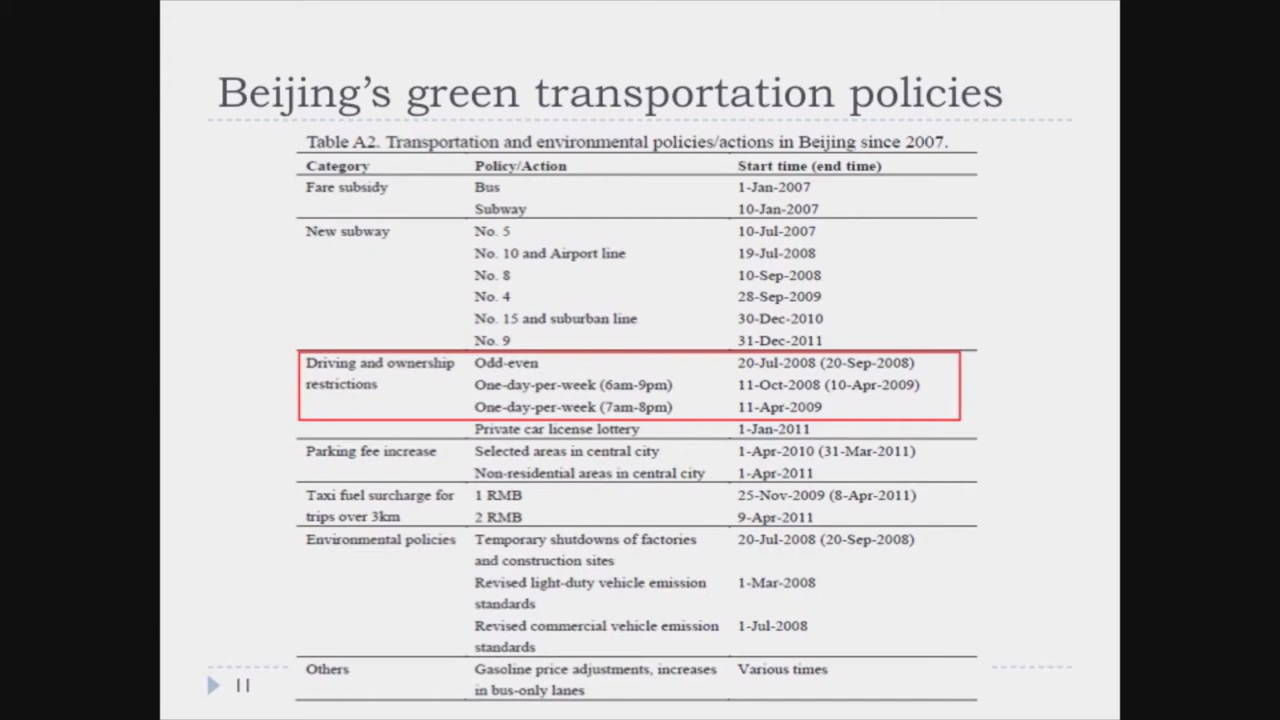 Beijing's green transportation policies
Table A2. Transportation and environmental policies/actions in Beijing since 2007.
Category Policy/Action Start time (end time)
Fare subsidy Bus 1-Jan-2007
Subway 10-Jan-2007
New subway No. 5 10-Jul-2007
No. 10 and Airport line 19-Jul-2008
No. 8 10-Sep-2008
No. 4 28-Sep-2009
No. 15 and suburban line 30-Dec-2010
No. 9 31-Dec-2011
Driving and ownership Odd-even 20-Jul-2008 (20-Sep-2008)
restrictions One-day-per-week (6am-9pm) 11-Oct-2008 (10-Apr-2009)
One-day-per-week (7am-8pm) 11-Apr-2009
Private car license lottery 1-Jan-2011
Parking fee increase Selected areas in central city 1-Apr-2010 (31-Mar-2011)
Non-residential areas in central city 1-Apr-2011
Taxi fuel surcharge for 1 RMB 25-Nov-2009 (8-Apr-2011)
trips over 3km 2 RMB 9-Apr-2011
Environmental policies Temporary shutdowns of factories 20-Jul-2008 (20-Sep-2008)
and construction sites
Revised light-duty vehicle emission 1-Mar-2008
standards
Revised commercial vehicle emission 1-Jul-2008
standards
Others Gasoline price adjustments, increases Various times
in bus-only lanes
11